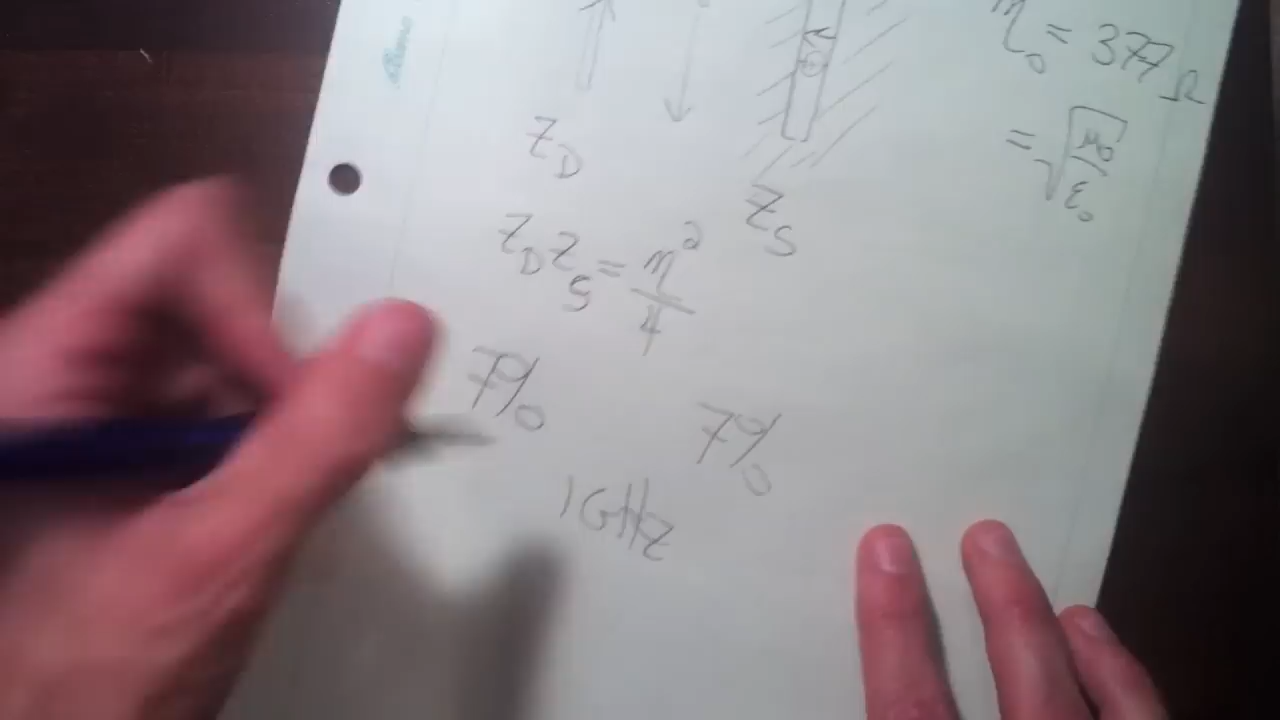 η₀ = 377 Ω
= √(μ₀/ε₀)
Z_D
Z_S
Z_D Z_S = η²/4
7%
7%
1GHz